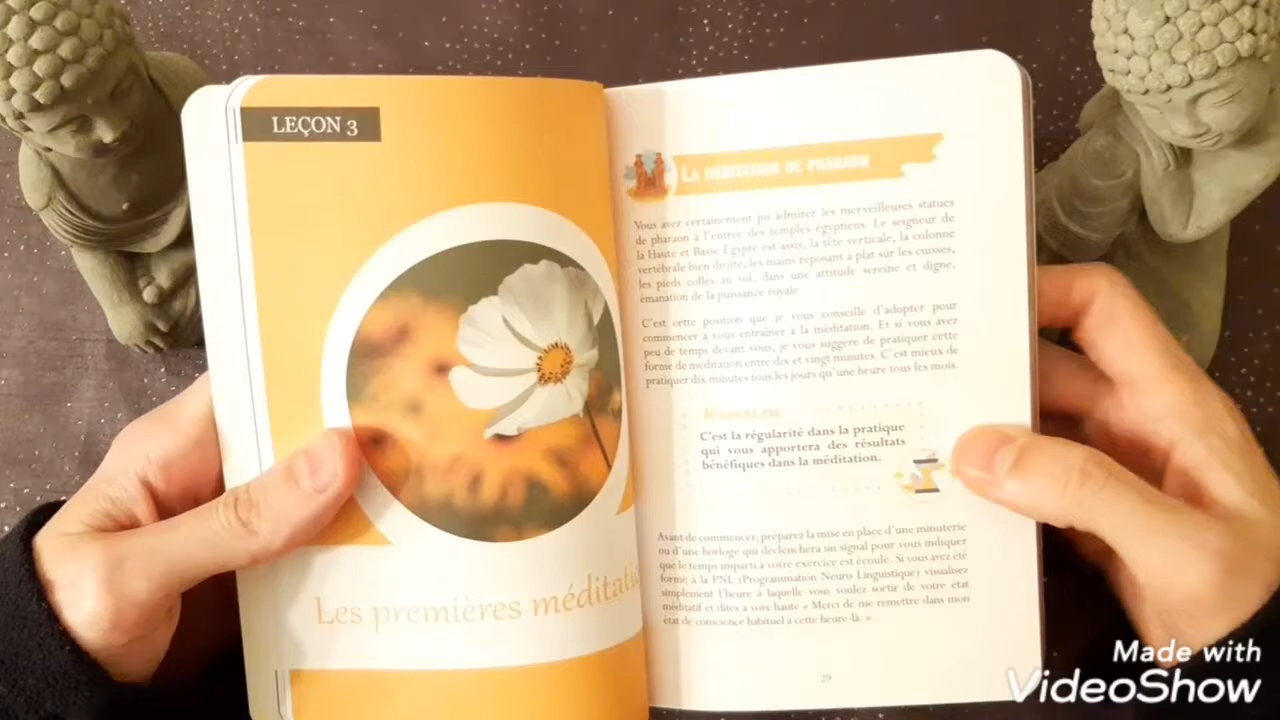 LEÇON 3
Les premières méditati
LA MÉDITATION DE PHARAON
Vous avez certainement pu admirer les merveilleuses statues
de pharaon à l'entrée des temples égyptiens. Le seigneur de
la Haute et Basse Égypte est assis, la tête verticale, la colonne
vertébrale bien droite, les mains reposant à plat sur les cuisses,
les pieds collés au sol, dans une attitude sereine et digne,
émanation de la puissance royale
C'est cette position que je vous conseille d'adopter pour
commencer à vous entraîner à la méditation. Et si vous avez
peu de temps devant vous, je vous suggère de pratiquer cette
forme de méditation entre dix et vingt minutes. C'est mieux de
pratiquer dix minutes tous les jours qu'une heure tous les mois.
C'est la régularité dans la pratique
qui vous apportera des résultats
bénéfiques dans la méditation.
Avant de commencer, préparez la mise en place d'une minuterie
ou d'une horloge qui déclenchera un signal pour vous indiquer
que le temps imparti à votre exercice est écoulé. Si vous avez été
formé à la PNL (Programmation Neuro Linguistique) visualisez
simplement l'heure à laquelle vous voulez sortir de votre état
méditatif et dites à voix haute « Merci de me remettre dans mon
état de conscience habituel à cette heure-là. »
29
Made with
VideoShow